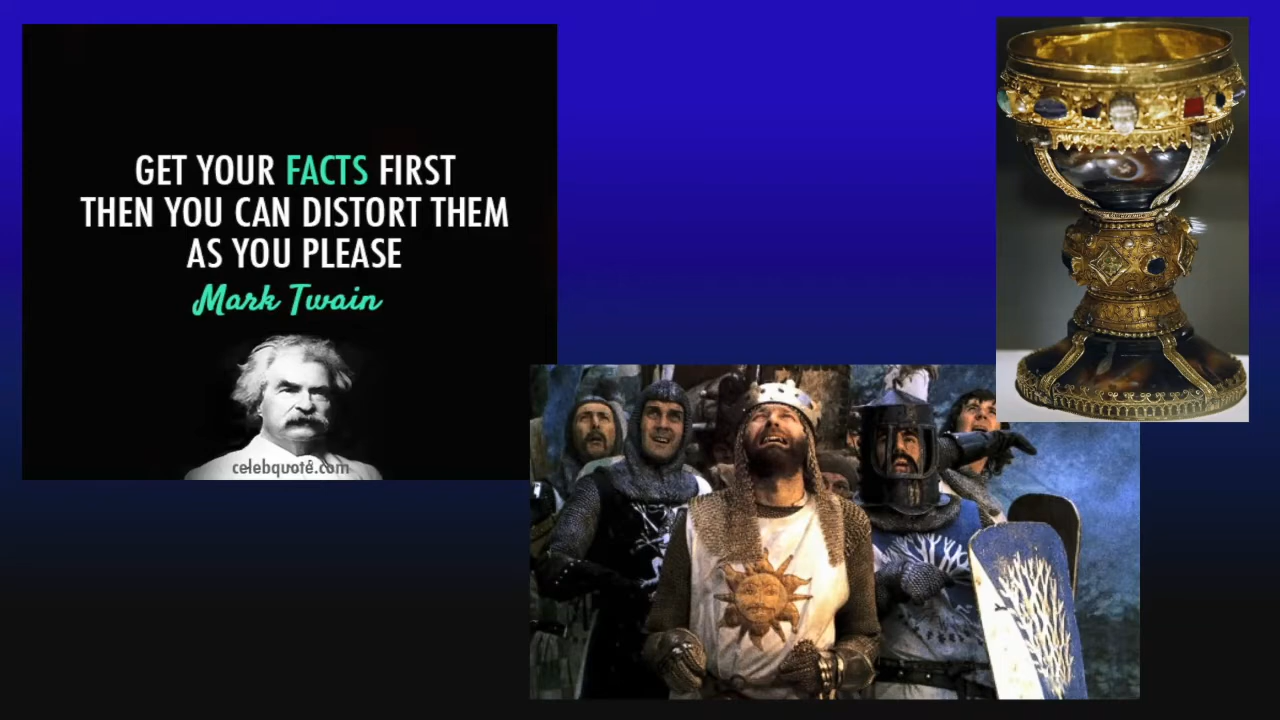 GET YOUR FACTS FIRST
THEN YOU CAN DISTORT THEM
AS YOU PLEASE
Mark Twain
celebquote.com